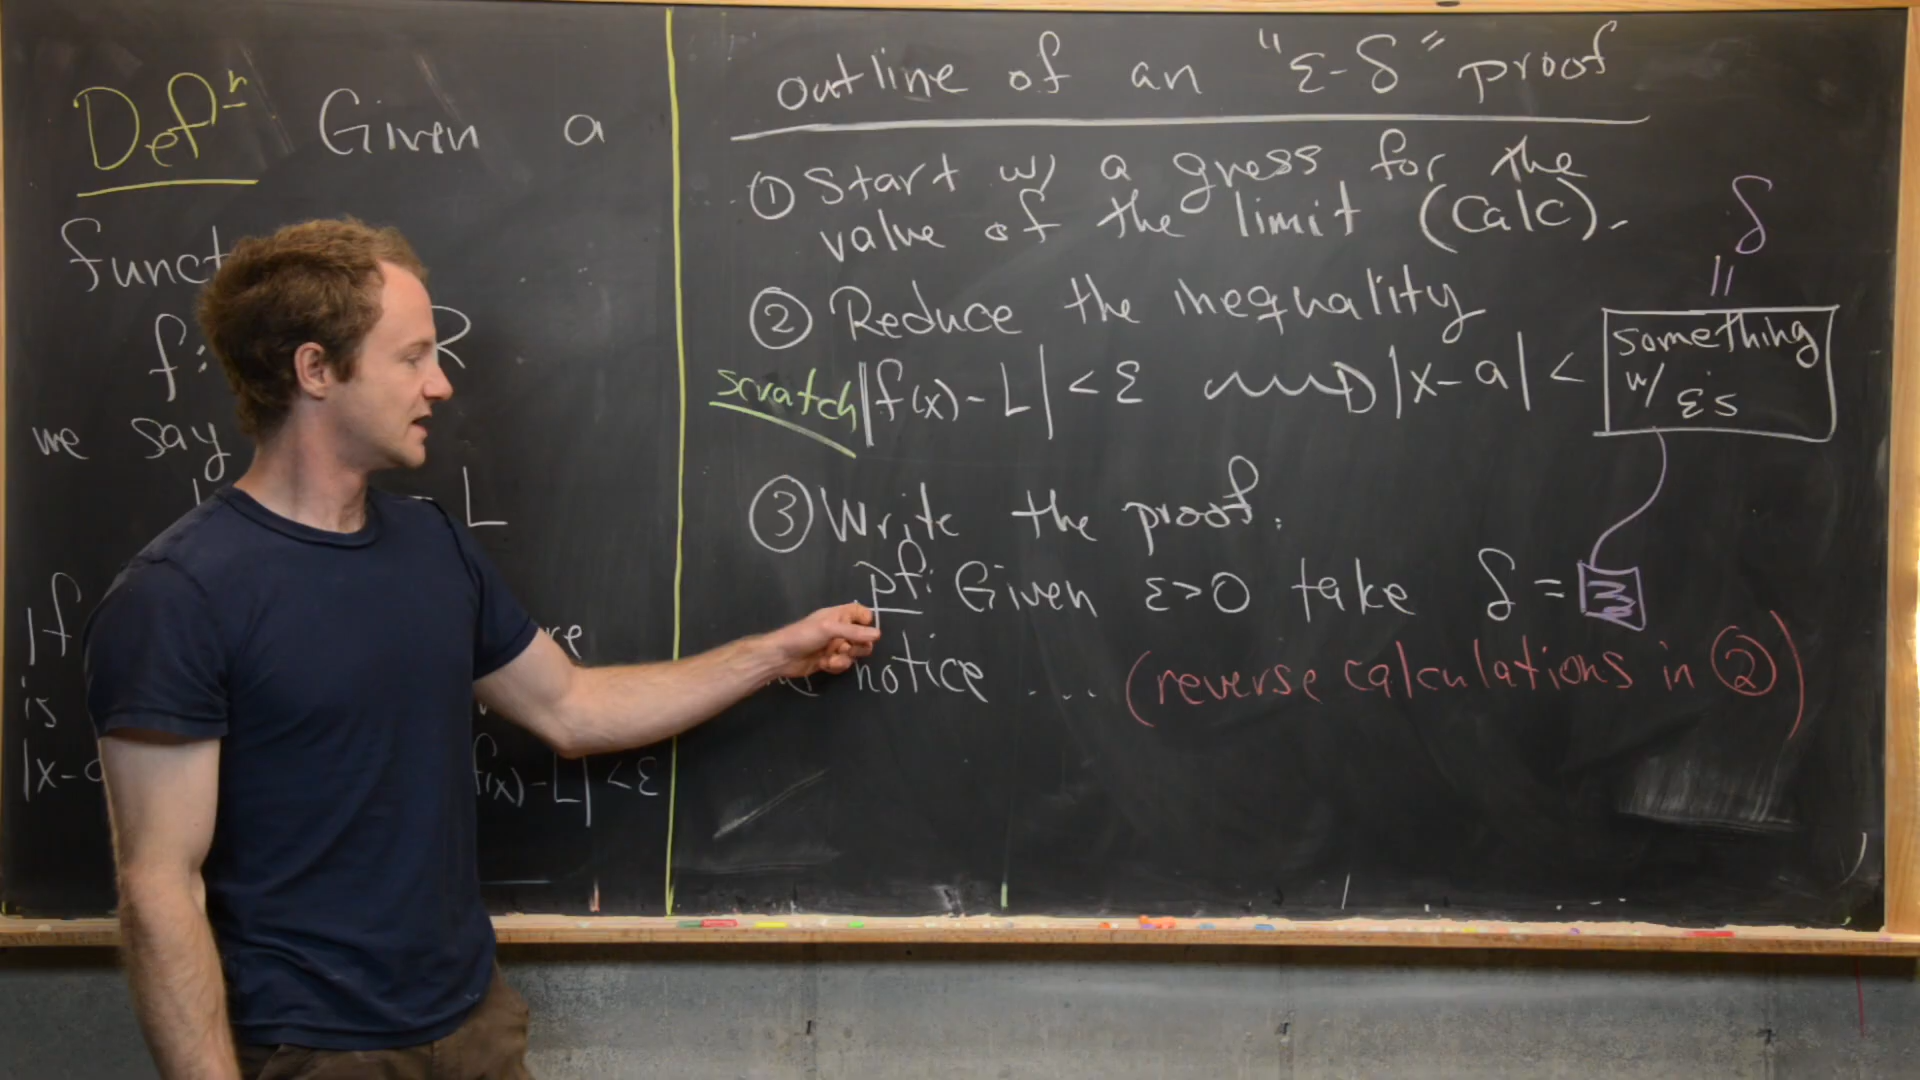 Defⁿ Given a
funct
f: R
we say
L
If re
is
|x-a f(x)-L| <ε
outline of an "ε-δ" proof
① Start w/ a guess for the
value of the limit (Calc).
② Reduce the inequality
scratch |f(x)-L| < ε ⇝ |x-a| <
δ
=
something
w/ ε's
③ Write the proof.
pf: Given ε>0 take δ =
notice ... (reverse calculations in ②)